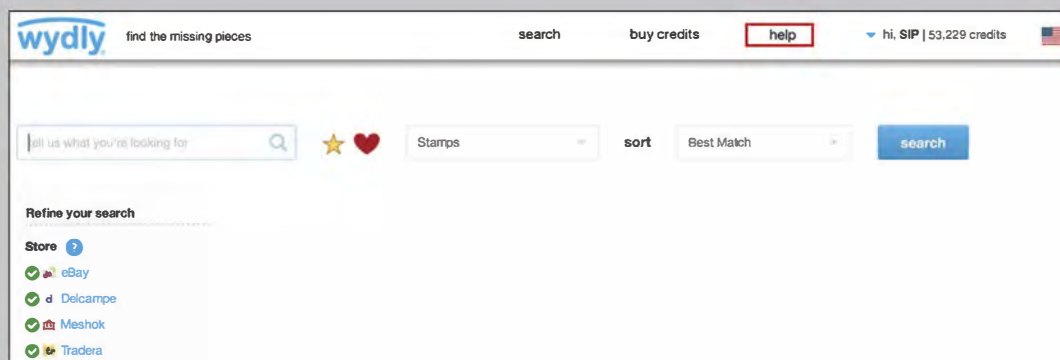 wydly find the missing pieces search buy credits help hi, SIP | 53,229 credits
tell us what you're looking for Stamps sort Best Match search
Refine your search
Store ?
eBay
d Delcampe
Meshok
Tradera